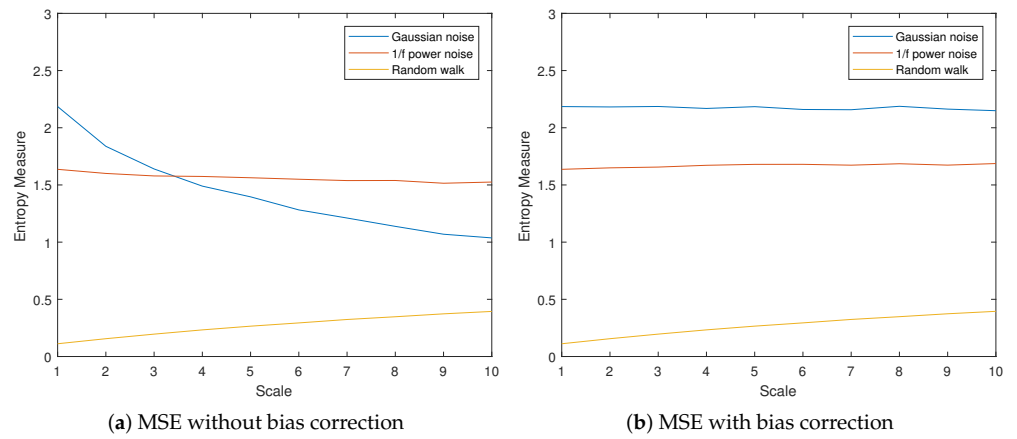 3
2.5
2
1.5
1
0.5
0
Entropy Measure
Gaussian noise
1/f power noise
Random walk
1 2 3 4 5 6 7 8 9 10
Scale
(a) MSE without bias correction
3
2.5
2
1.5
1
0.5
0
Entropy Measure
Gaussian noise
1/f power noise
Random walk
1 2 3 4 5 6 7 8 9 10
Scale
(b) MSE with bias correction